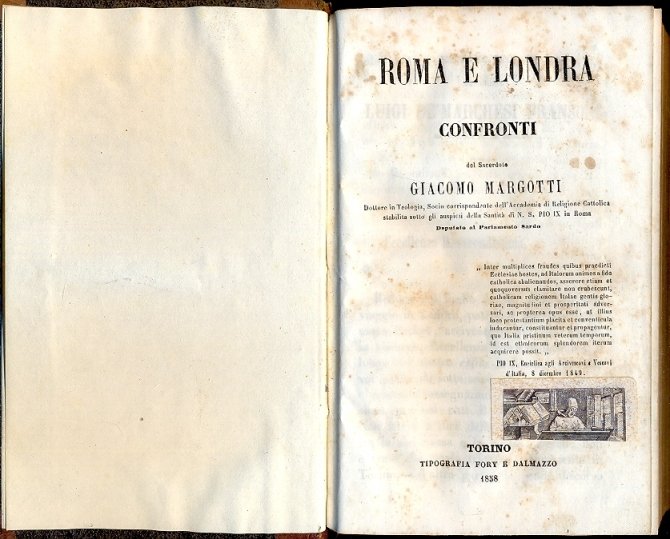 ROMA E LONDRA
CONFRONTI
del Sacerdote
GIACOMO MARGOTTI
Dottore in Teologia, Socio corrispondente dell'Accademia di Religione Cattolica
stabilita sotto gli auspizi della Santità di N. S. PIO IX in Roma
Deputato al Parlamento Sardo
„ Inter multiplices fraudes quibus praedicti
Ecclesiae hostes, ad Italorum animos a fide
catholica abalienandos, asserere etiam et
quoquoversum clamitare non erubescunt,
catholicam religionem Italae gentis glo-
riae, magnitudini et prosperitati adver-
sari, ac propterea opus esse, ut illius
loco protestantium placita et conventicula
inducantur, constituantur et propagentur,
quo Italia pristinum veterum temporum,
id est ethnicorum splendorem iterum
acquirere possit. „
PIO IX, Enciclica agli Arcivescovi e Vescovi
d'Italia, 8 dicembre 1849.
TORINO
TIPOGRAFIA FORY E DALMAZZO
1858